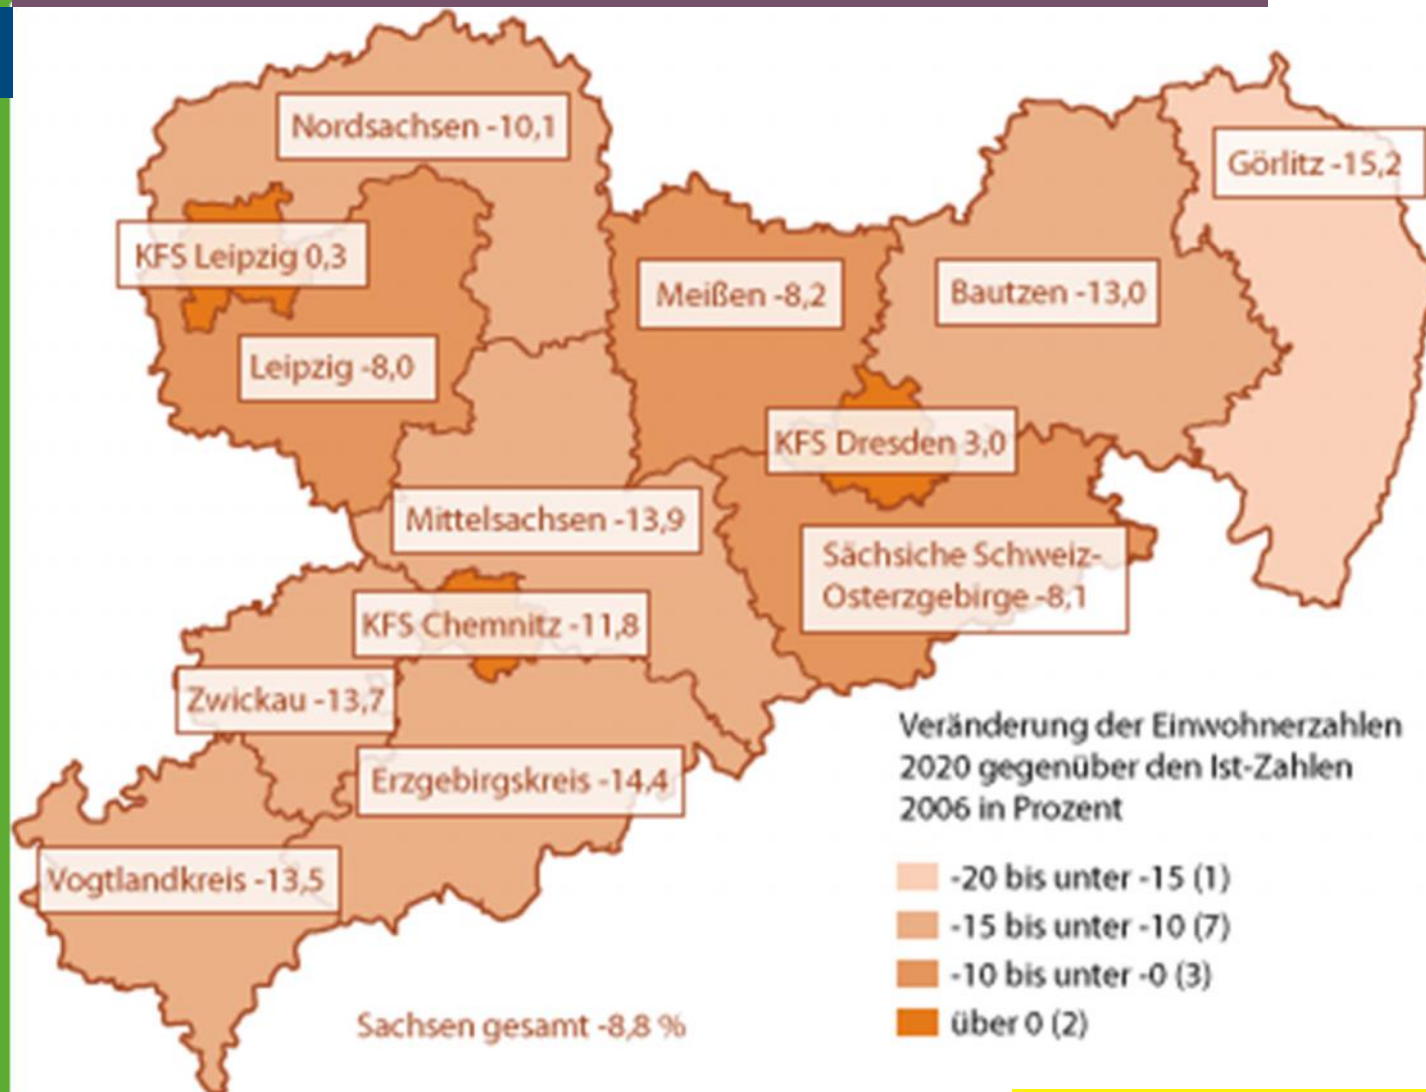 Nordsachsen -10,1
Görlitz -15,2
KFS Leipzig 0,3
Meißen -8,2
Bautzen -13,0
Leipzig -8,0
KFS Dresden 3,0
Mittelsachsen -13,9
Sächsiche Schweiz-
Osterzgebirge -8,1
KFS Chemnitz -11,8
Zwickau -13,7
Erzgebirgskreis -14,4
Vogtlandkreis -13,5
Veränderung der Einwohnerzahlen
2020 gegenüber den Ist-Zahlen
2006 in Prozent
-20 bis unter -15 (1)
-15 bis unter -10 (7)
-10 bis unter -0 (3)
über 0 (2)
Sachsen gesamt -8,8 %